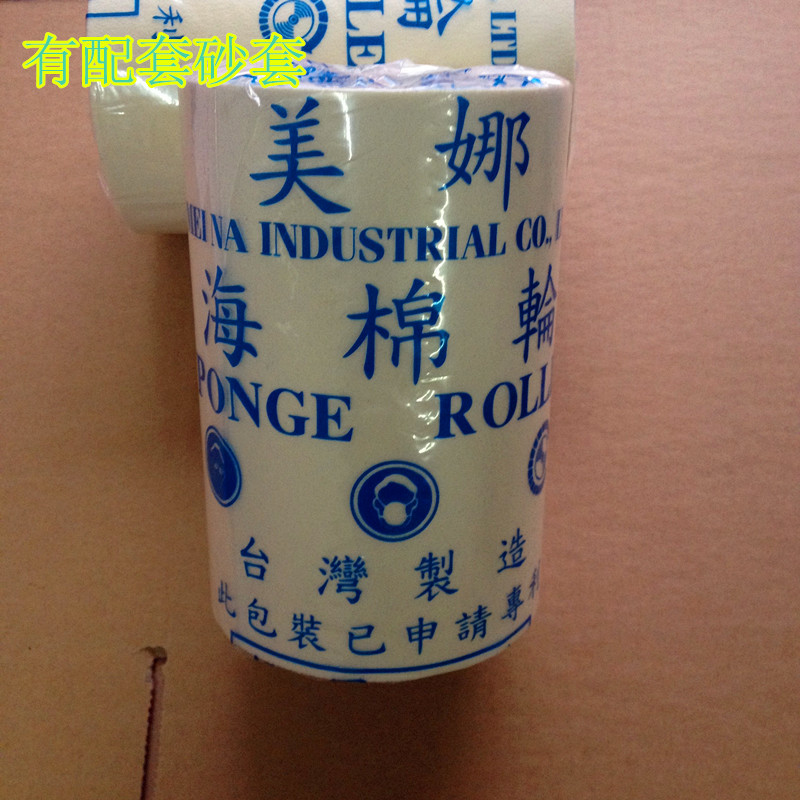 有配套砂套
美娜
MEI NA INDUSTRIAL CO.,
海棉輪
PONGE ROLL
台灣製造
此包裝已申請專利